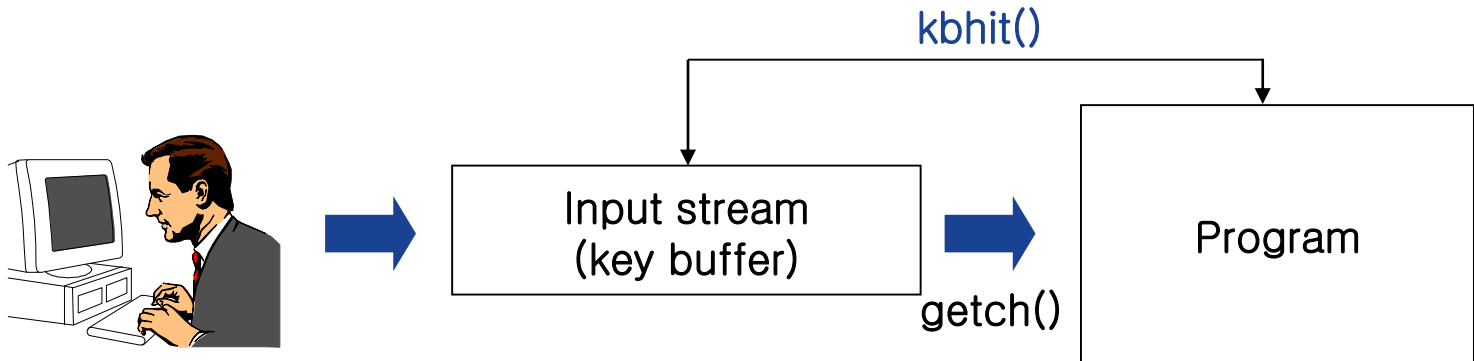 kbhit()
Input stream
(key buffer)
Program
getch()